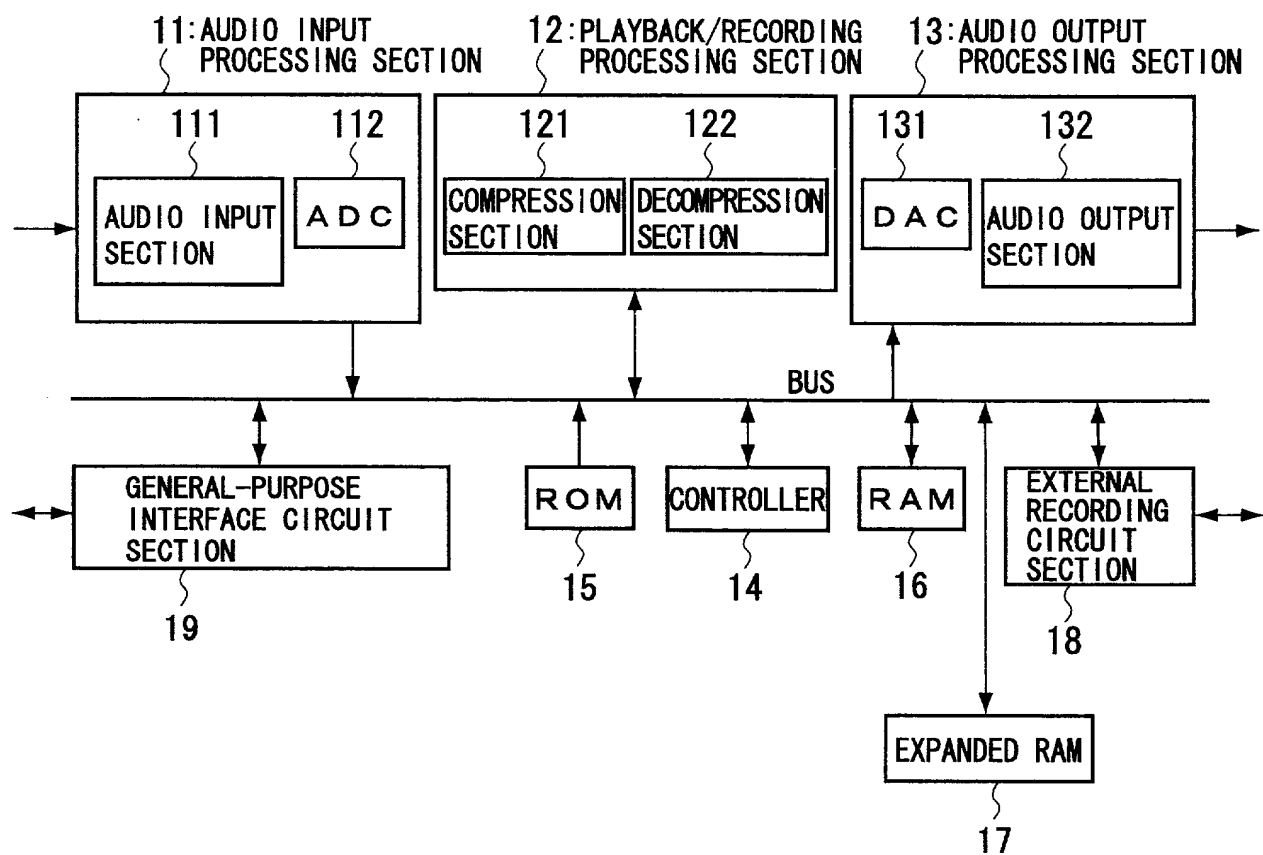 11:AUDIO INPUT
PROCESSING SECTION
12:PLAYBACK/RECORDING
PROCESSING SECTION
13:AUDIO OUTPUT
PROCESSING SECTION
111
112
121
122
131
132
AUDIO INPUT
SECTION
ADC
COMPRESSION
SECTION
DECOMPRESSION
SECTION
DAC
AUDIO OUTPUT
SECTION
BUS
GENERAL-PURPOSE
INTERFACE CIRCUIT
SECTION
ROM
CONTROLLER
RAM
EXTERNAL
RECORDING
CIRCUIT
SECTION
19
15
14
16
18
EXPANDED RAM
17